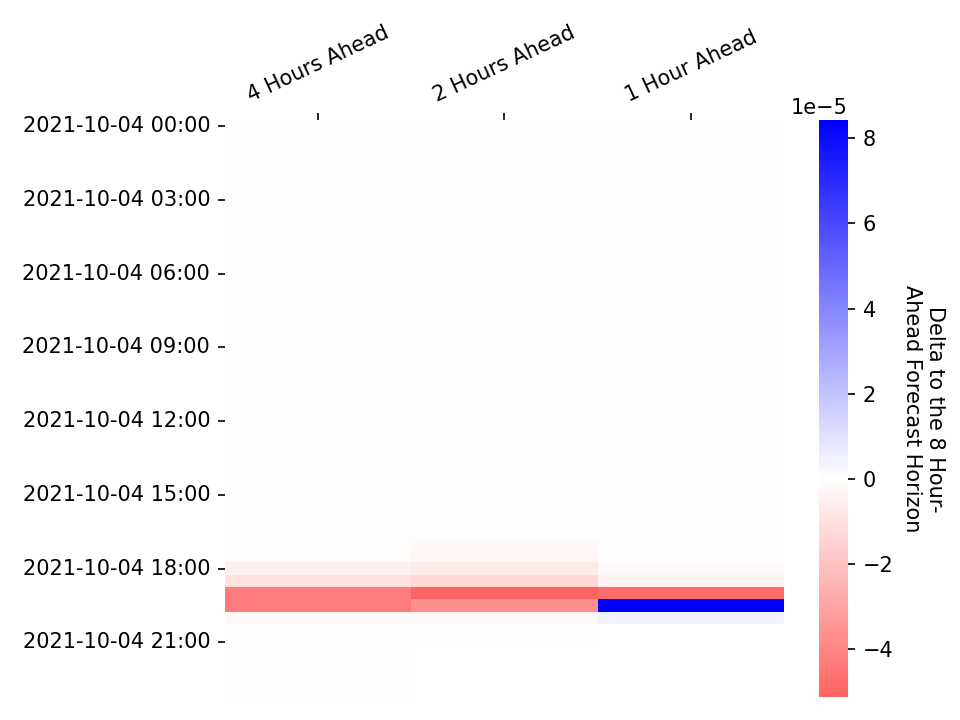 4 Hours Ahead
2 Hours Ahead
1 Hour Ahead
1e−5
2021-10-04 00:00
2021-10-04 03:00
2021-10-04 06:00
2021-10-04 09:00
2021-10-04 12:00
2021-10-04 15:00
2021-10-04 18:00
2021-10-04 21:00
8
6
4
2
0
−2
−4
Delta to the 8 Hour-
Ahead Forecast Horizon